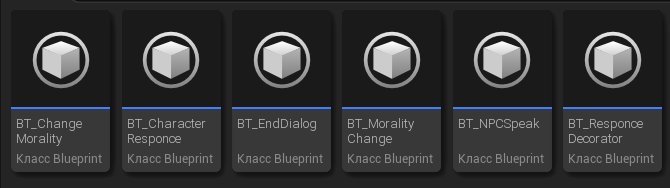 BT_Change
Morality
Класс Blueprint
BT_Character
Responce
Класс Blueprint
BT_EndDialog
Класс Blueprint
BT_Morality
Change
Класс Blueprint
BT_NPCSpeak
Класс Blueprint
BT_Responce
Decorator
Класс Blueprint